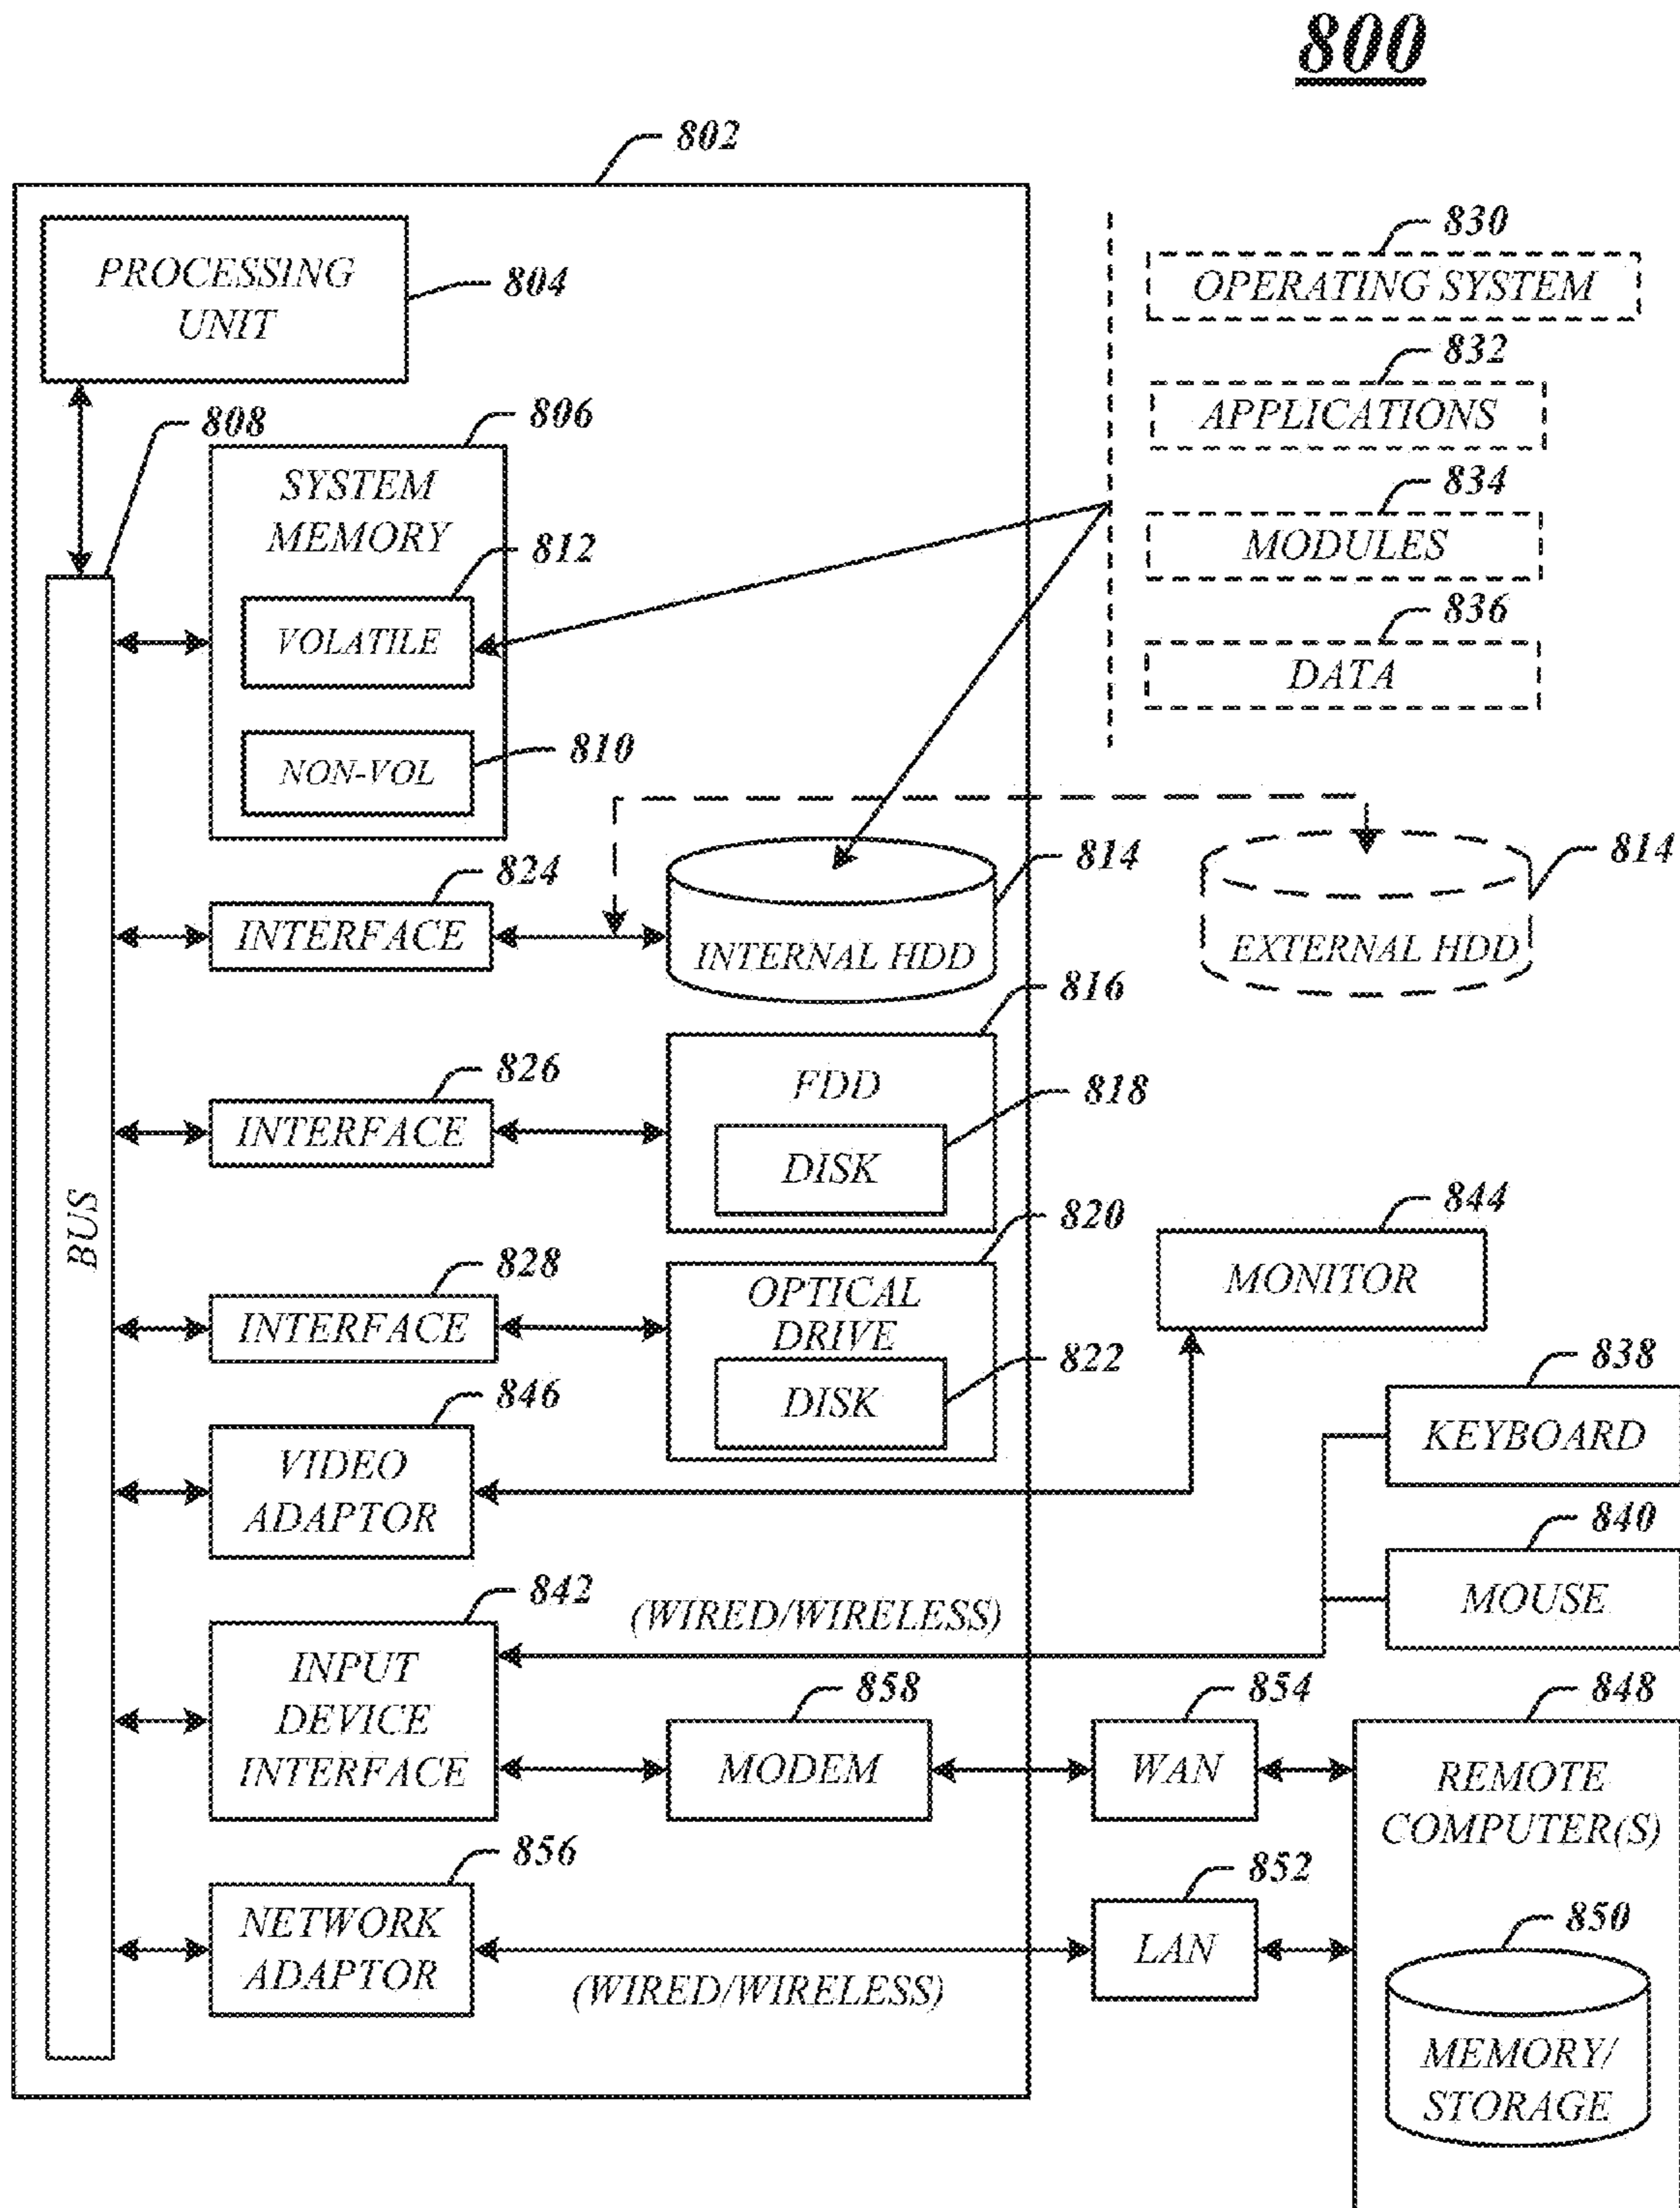 800
802
PROCESSING
UNIT
804
830
OPERATING SYSTEM
832
APPLICATIONS
834
MODULES
836
DATA
808
806
SYSTEM
MEMORY
812
VOLATILE
810
NON-VOL
BUS
824
INTERFACE
814
INTERNAL HDD
814
EXTERNAL HDD
826
INTERFACE
816
FDD
818
DISK
828
INTERFACE
820
OPTICAL
DRIVE
822
DISK
844
MONITOR
846
VIDEO
ADAPTOR
838
KEYBOARD
840
MOUSE
842
INPUT
DEVICE
INTERFACE
(WIRED/WIRELESS)
858
MODEM
854
WAN
848
REMOTE
COMPUTER(S)
856
NETWORK
ADAPTOR
(WIRED/WIRELESS)
852
LAN
850
MEMORY/
STORAGE